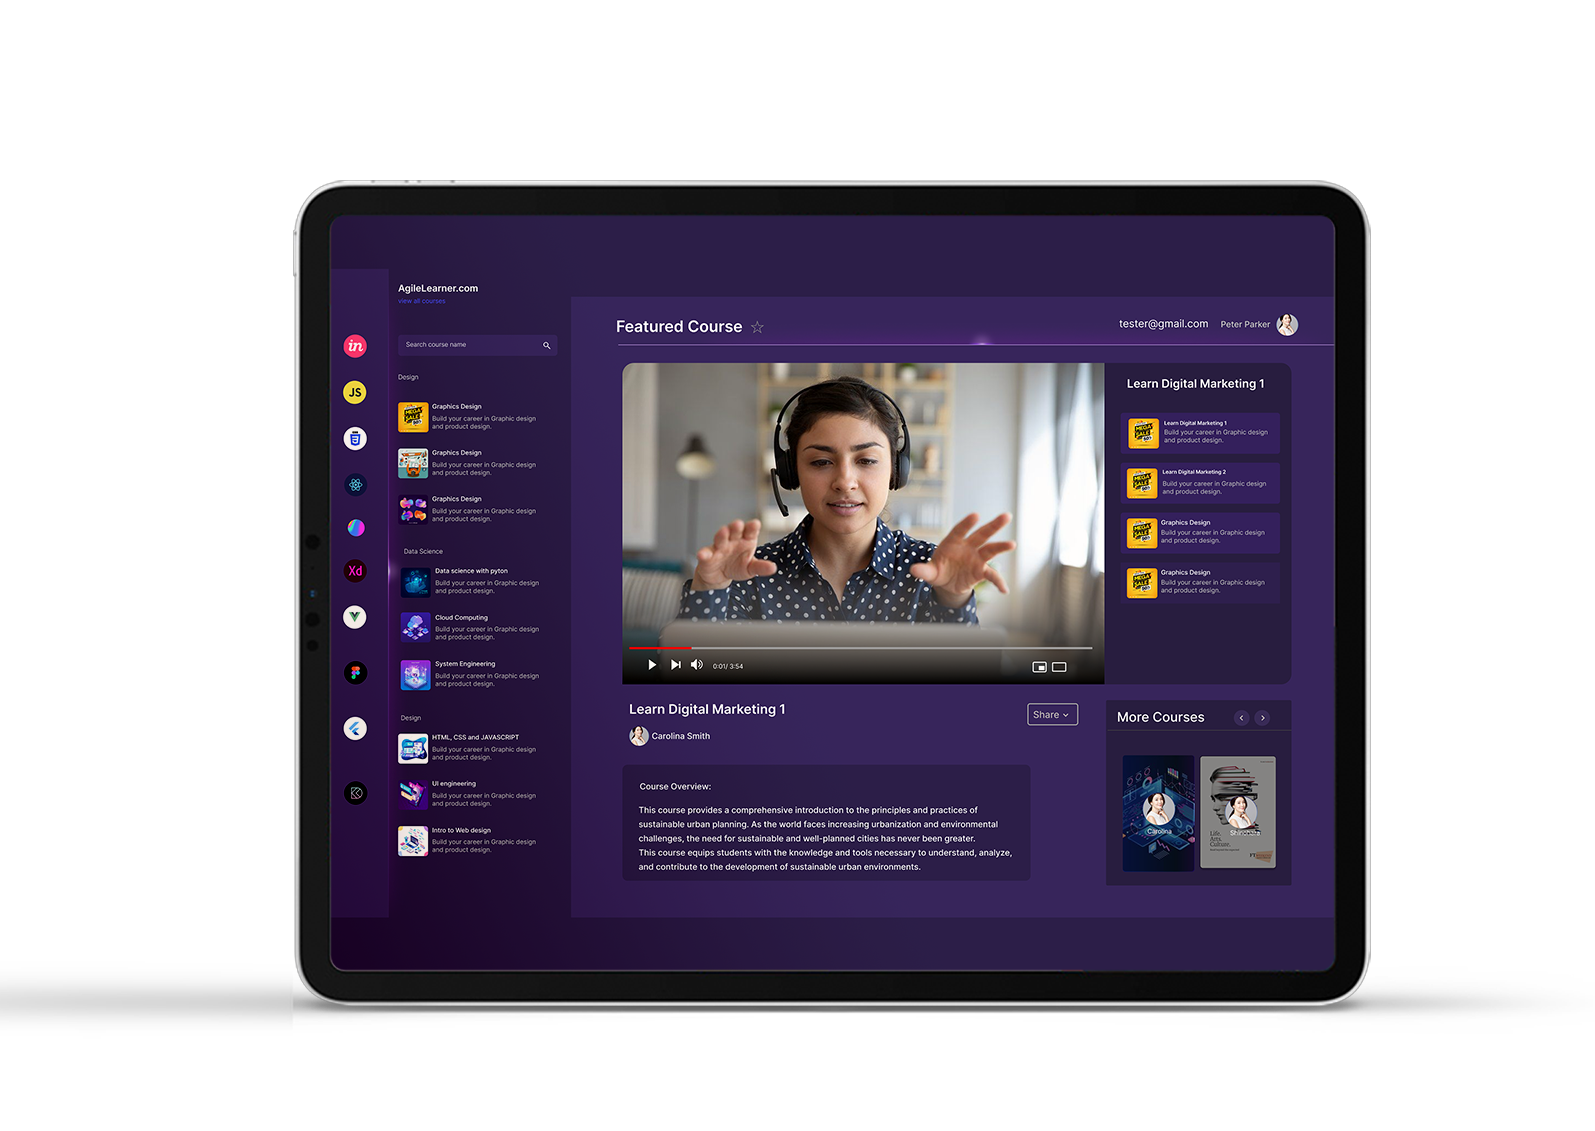 AgileLearner.com
view all courses
Search course name
Design
Graphics Design
Build your career in Graphic design
and product design.
Graphics Design
Build your career in Graphic design
and product design.
Graphics Design
Build your career in Graphic design
and product design.
Data Science
Data science with pyton
Build your career in Graphic design
and product design.
Cloud Computing
Build your career in Graphic design
and product design.
System Engineering
Build your career in Graphic design
and product design.
Design
HTML, CSS and JAVASCRIPT
Build your career in Graphic design
and product design.
UI engineering
Build your career in Graphic design
and product design.
Intro to Web design
Build your career in Graphic design
and product design.
in
JS
Xd
Featured Course
tester@gmail.com
Peter Parker
0:01/ 3:54
Learn Digital Marketing 1
MEGA
SALE
Learn Digital Marketing 1
Build your career in Graphic design
and product design.
Learn Digital Marketing 2
Build your career in Graphic design
and product design.
Graphics Design
Build your career in Graphic design
and product design.
Graphics Design
Build your career in Graphic design
and product design.
Learn Digital Marketing 1
Share
Carolina Smith
Course Overview:
This course provides a comprehensive introduction to the principles and practices of
sustainable urban planning. As the world faces increasing urbanization and environmental
challenges, the need for sustainable and well-planned cities has never been greater.
This course equips students with the knowledge and tools necessary to understand, analyze,
and contribute to the development of sustainable urban environments.
More Courses
Carolina
Life.
Arts.
Culture.